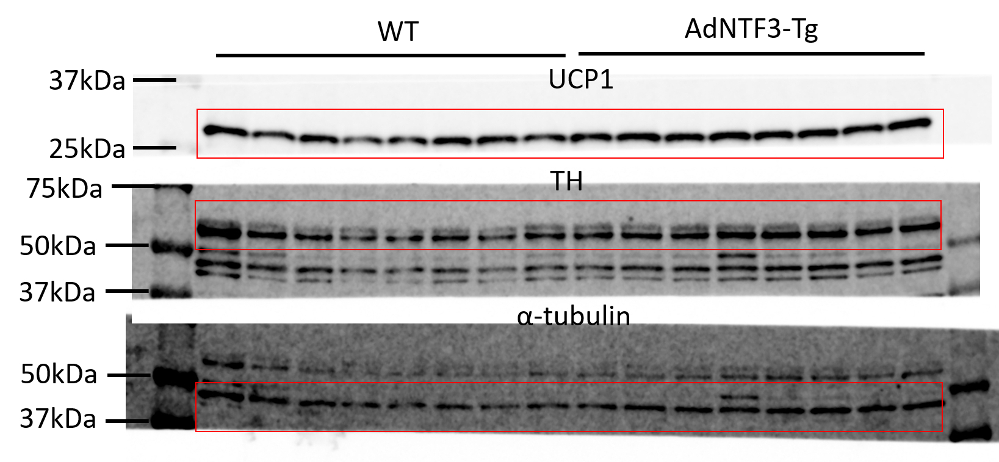 WT
AdNTF3-Tg
37kDa
UCP1
25kDa
75kDa
TH
50kDa
37kDa
α-tubulin
50kDa
37kDa